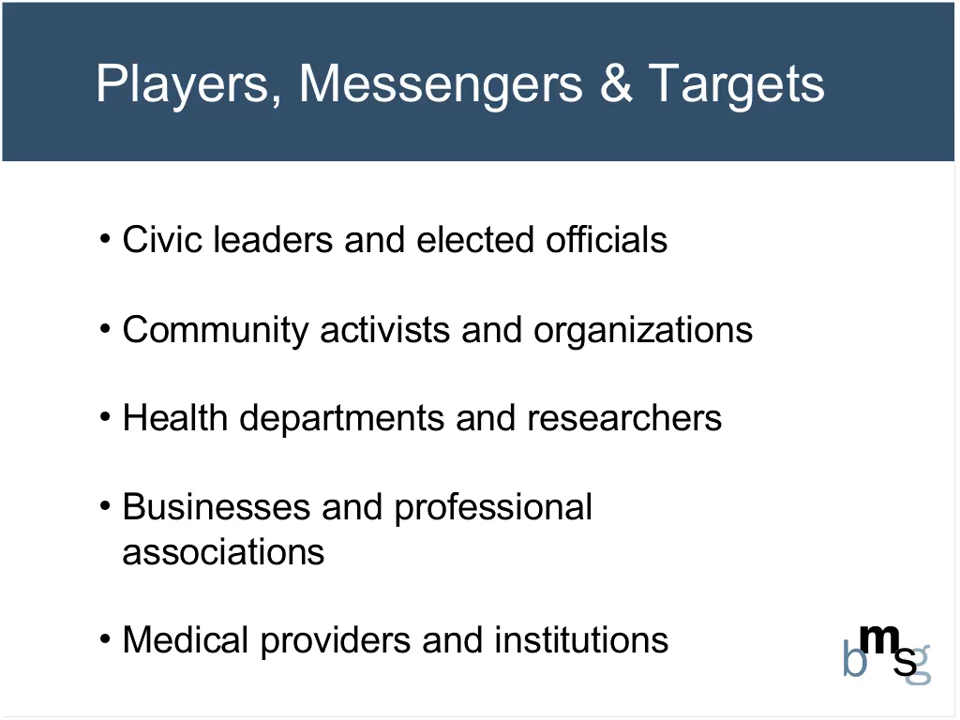 Players, Messengers & Targets
• Civic leaders and elected officials
• Community activists and organizations
• Health departments and researchers
• Businesses and professional
associations
• Medical providers and institutions
bmsg